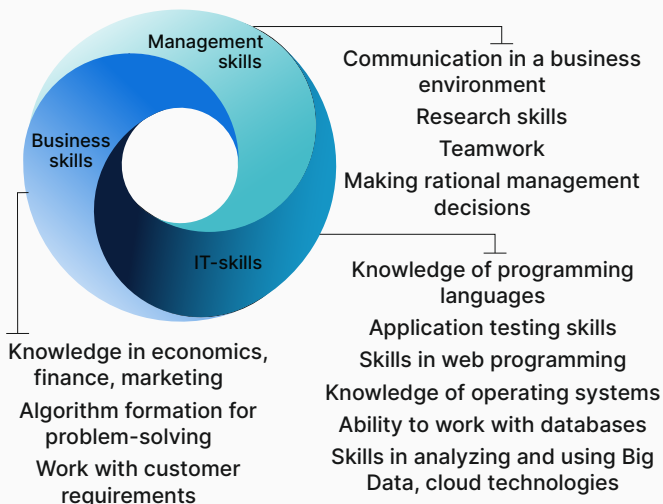 Management
skills
Business
skills
IT-skills
Communication in a business
environment
Research skills
Teamwork
Making rational management
decisions
Knowledge of programming
languages
Application testing skills
Skills in web programming
Knowledge of operating systems
Ability to work with databases
Skills in analyzing and using Big
Data, cloud technologies
Knowledge in economics,
finance, marketing
Algorithm formation for
problem-solving
Work with customer
requirements